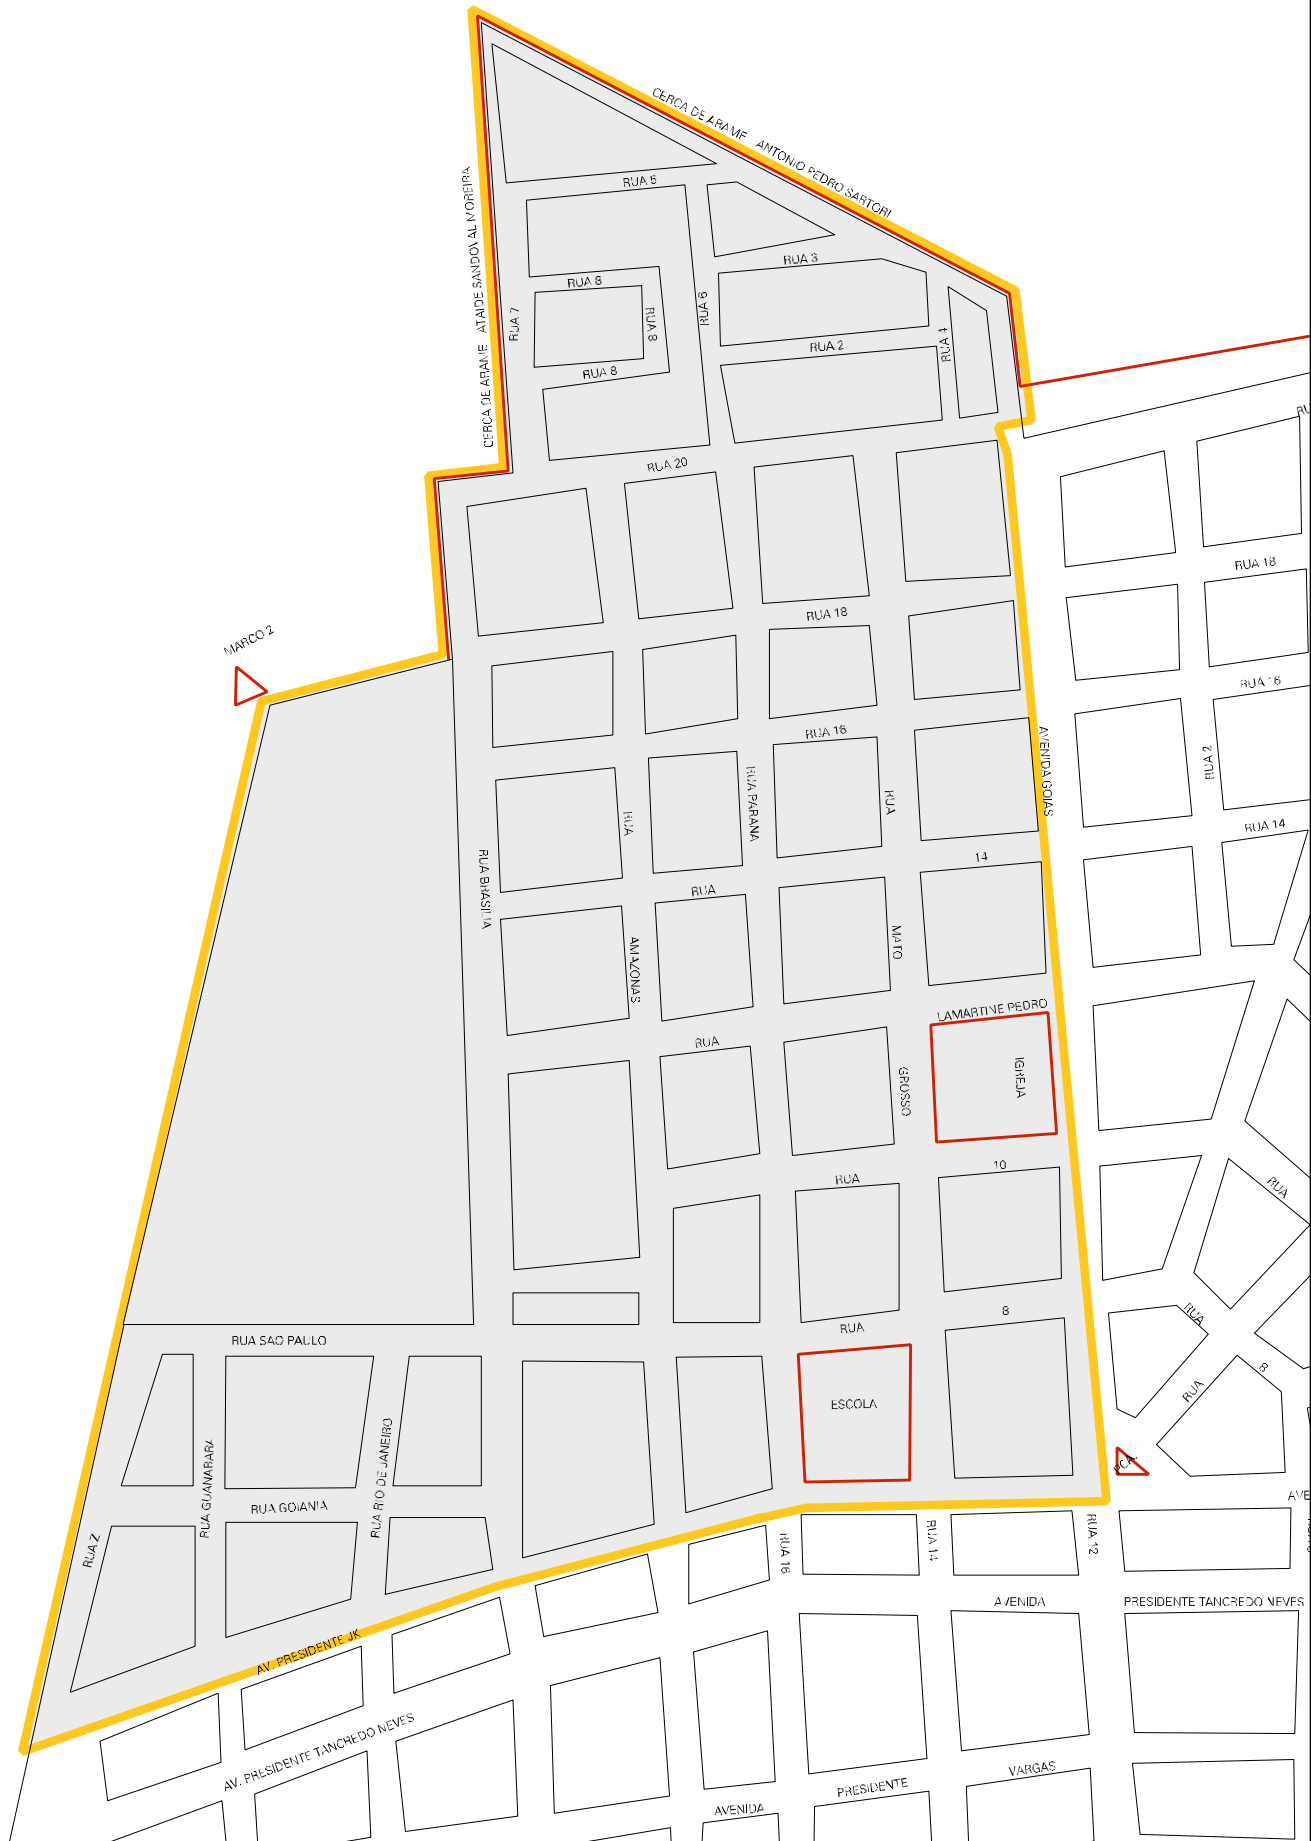 CERCA DE ARAME ANTONIO PEDRO SARTORI
CERCA DE ARAME ATAIDE SANDOVAL MOREIRA
RUA 5
RUA 3
RUA 8
RUA 7
RUA 8
RUA 6
RUA 4
RUA 2
RUA 8
RUA 20
RUA 18
RUA 18
MARCO 2
RUA 16
RUA 16
AVENIDA GOIAS
RUA 2
RUA
RUA PARANA
RUA
RUA 14
14
RUA BRASILIA
RUA
AMAZONAS
MATO
LAMARTINE PEDRO
RUA
GROSSO
IGREJA
10
RUA
RUA
8
RUA
RUA
RUA SAO PAULO
8
RUA
ESCOLA
PCA.
RUA GUANABARA
RUA RIO DE JANEIRO
RUA GOIANIA
RUA Z
AVE
RUA 16
RUA 14
RUA 12
AVENIDA
PRESIDENTE TANCREDO NEVES
AV. PRESIDENTE JK
AV. PRESIDENTE TANCREDO NEVES
AVENIDA
PRESIDENTE
VARGAS